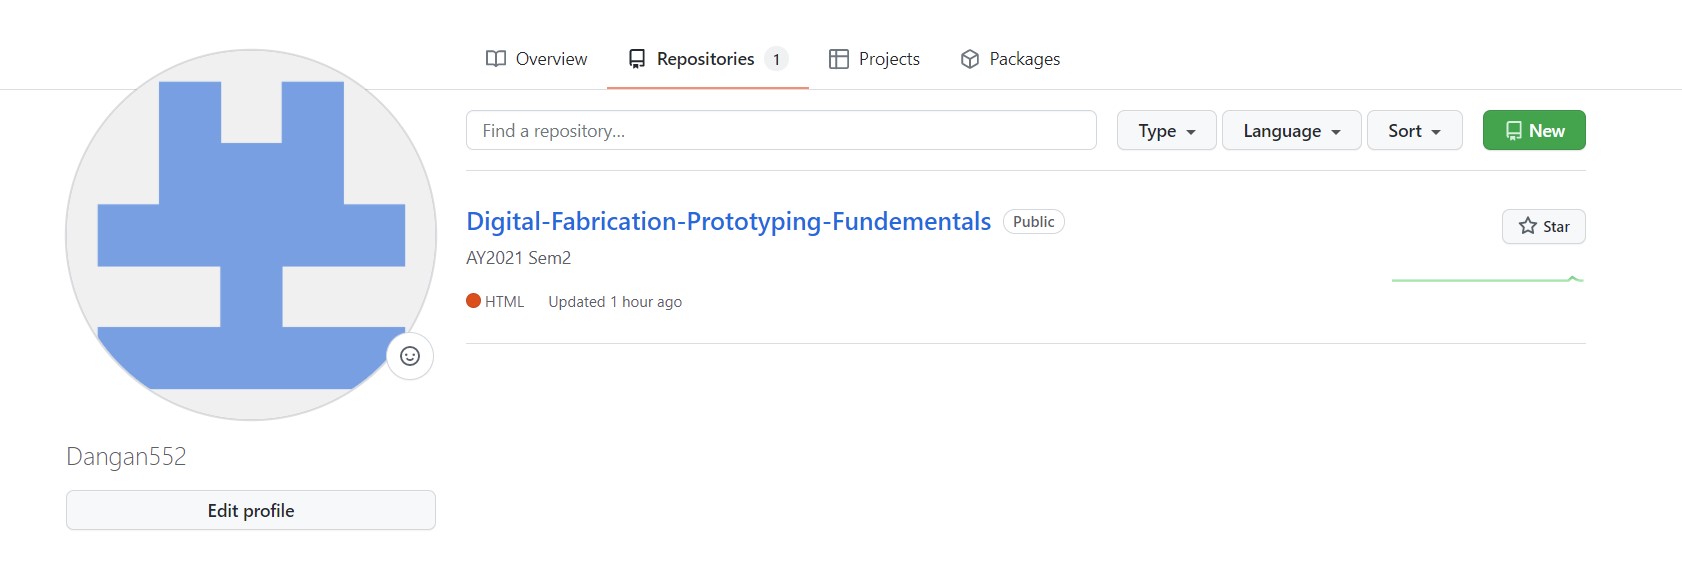 Overview Repositories 1 Projects Packages
Find a repository... Type Language Sort New
Digital-Fabrication-Prototyping-Fundementals Public Star
AY2021 Sem2
HTML Updated 1 hour ago
Dangan552
Edit profile